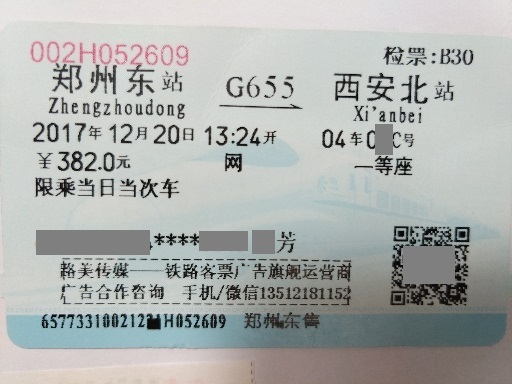 002H052609 检票:B30
郑州东站 G655 西安北站
Zhengzhoudong Xi'anbei
2017年12月20日 13:24开 04车0 C号
￥382.0元 网 一等座
限乘当日当次车
4**** 芳
路美传媒——铁路客票广告旗舰运营商
广告合作咨询 手机/微信13512181152
6577331002122 H052609 郑州东售